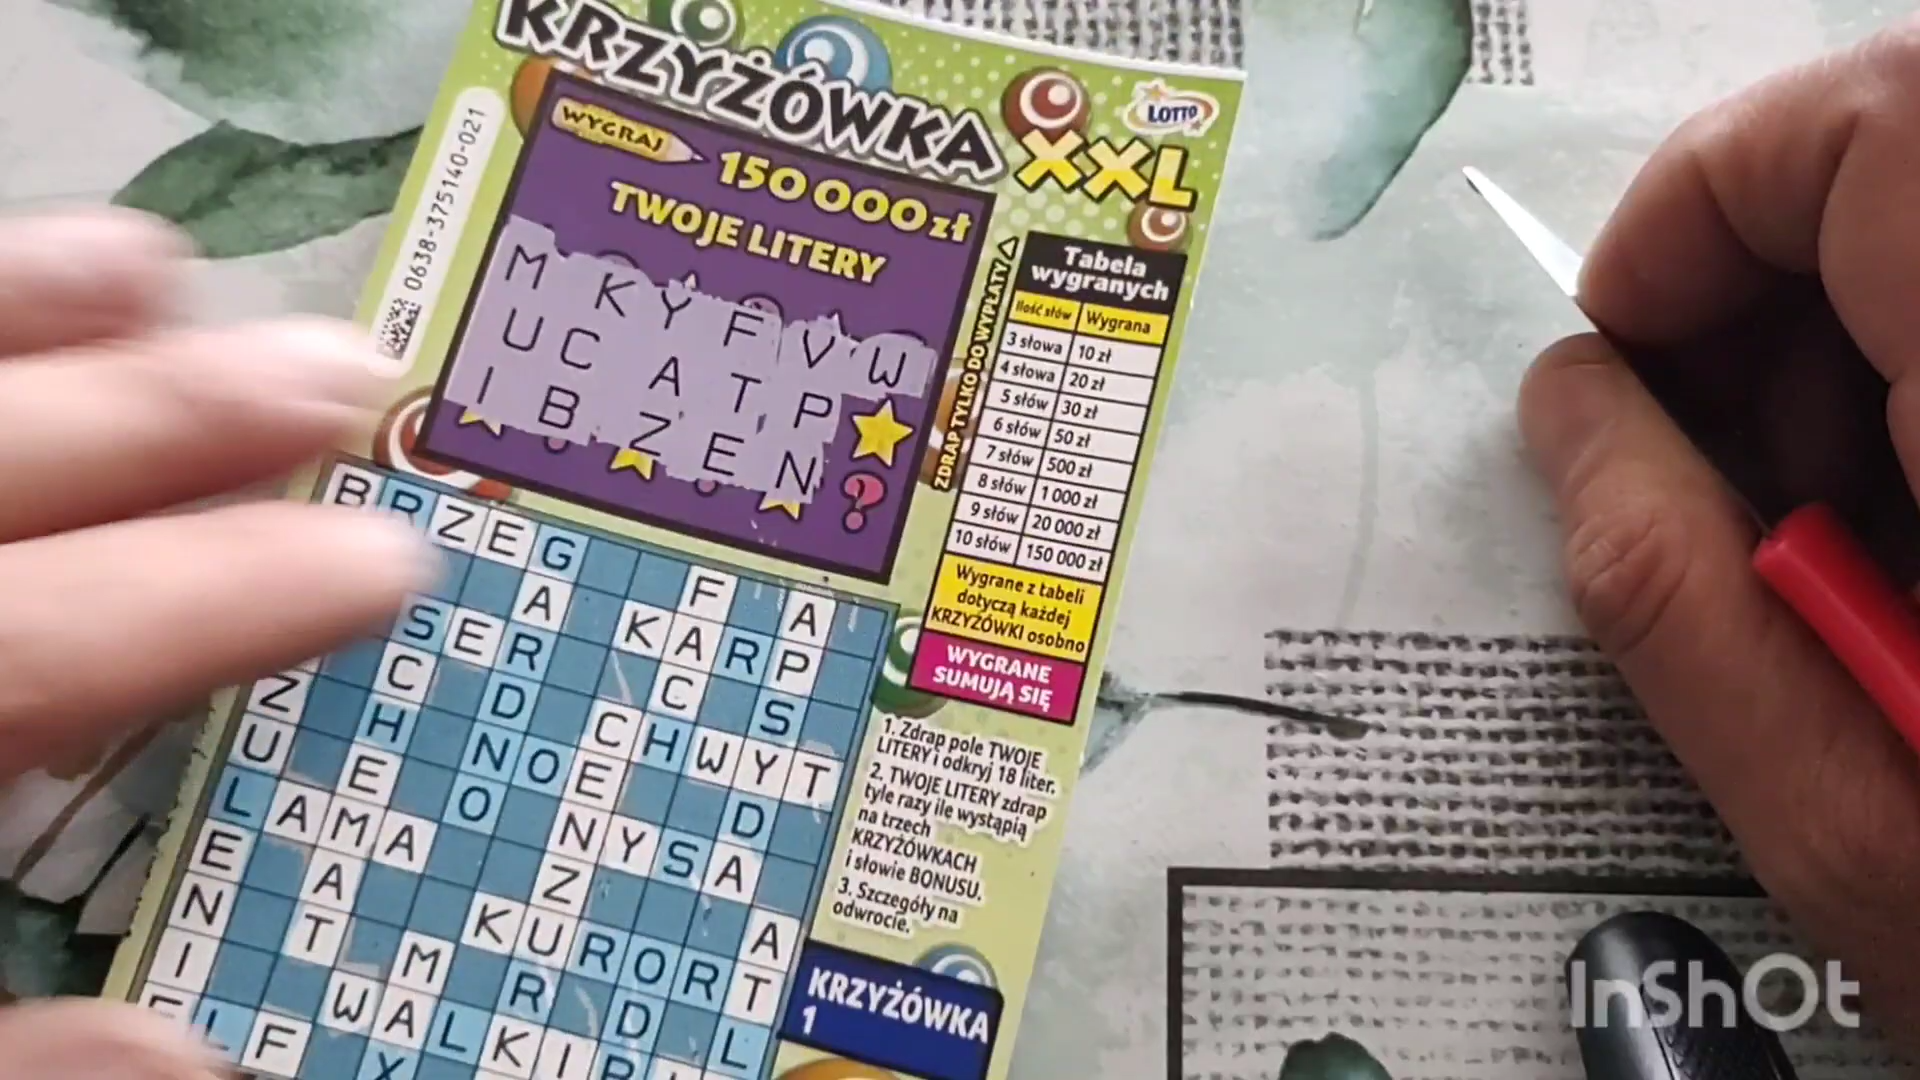 KRZYŻÓWKA
XXL
LOTTO
WYGRAJ
150 000 zł
TWOJE LITERY
M K Y F V W
U C A T P
I B Z E N
0638-375140-021
ZDRAP TYLKO DO WYPŁATY
Tabela
wygranych
Ilość słów Wygrana
3 słowa 10 zł
4 słowa 20 zł
5 słów 30 zł
6 słów 50 zł
7 słów 500 zł
8 słów 1 000 zł
9 słów 20 000 zł
10 słów 150 000 zł
Wygrane z tabeli
dotyczą każdej
KRZYŻÓWKI osobno
WYGRANE
SUMUJĄ SIĘ
1. Zdrap pole TWOJE
LITERY i odkryj 18 liter.
2. TWOJE LITERY zdrap
tyle razy ile wystąpią
na trzech
KRZYŻÓWKACH
i słowie BONUSU.
3. Szczegóły na
odwrocie.
BRZEG
F A
A KARP
SER P
Z C C S
U H D CHWYT
L E NOE
LAMA O D
E M NYSA
N A Z
I T KURORT A
M R O T
WALKI D L
ELF X
KRZYŻÓWKA
1
InShOt